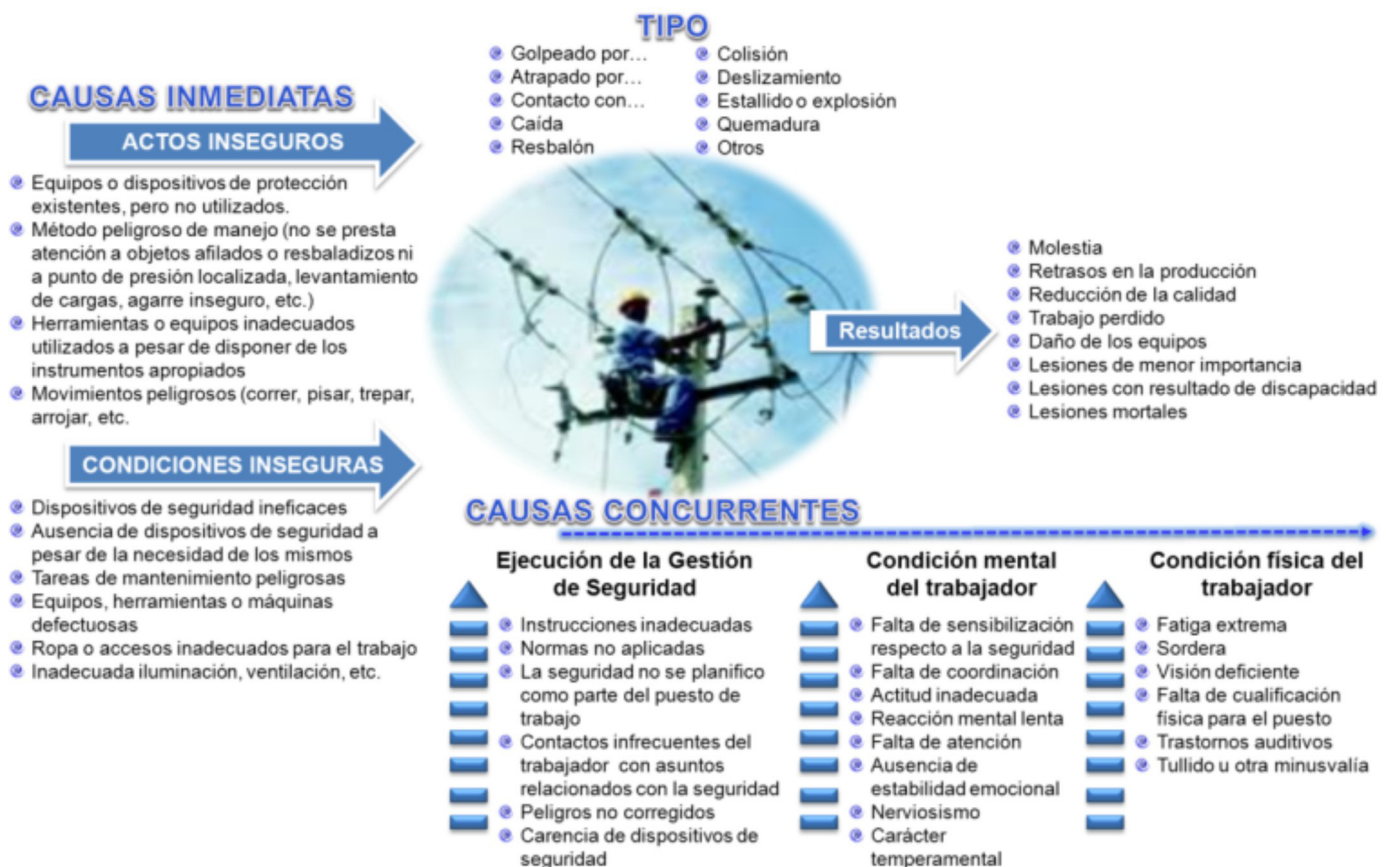 TIPO
Golpeado por…
Atrapado por…
Contacto con…
Caída
Resbalón
Colisión
Deslizamiento
Estallido o explosión
Quemadura
Otros
CAUSAS INMEDIATAS
ACTOS INSEGUROS
Equipos o dispositivos de protección
existentes, pero no utilizados.
Método peligroso de manejo (no se presta
atención a objetos afilados o resbaladizos ni
a punto de presión localizada, levantamiento
de cargas, agarre inseguro, etc.)
Herramientas o equipos inadecuados
utilizados a pesar de disponer de los
instrumentos apropiados
Movimientos peligrosos (correr, pisar, trepar,
arrojar, etc.
CONDICIONES INSEGURAS
Dispositivos de seguridad ineficaces
Ausencia de dispositivos de seguridad a
pesar de la necesidad de los mismos
Tareas de mantenimiento peligrosas
Equipos, herramientas o máquinas
defectuosas
Ropa o accesos inadecuados para el trabajo
Inadecuada iluminación, ventilación, etc.
Resultados
Molestia
Retrasos en la producción
Reducción de la calidad
Trabajo perdido
Daño de los equipos
Lesiones de menor importancia
Lesiones con resultado de discapacidad
Lesiones mortales
CAUSAS CONCURRENTES
Ejecución de la Gestión
de Seguridad
Instrucciones inadecuadas
Normas no aplicadas
La seguridad no se planifico
como parte del puesto de
trabajo
Contactos infrecuentes del
trabajador con asuntos
relacionados con la seguridad
Peligros no corregidos
Carencia de dispositivos de
seguridad
Condición mental
del trabajador
Falta de sensibilización
respecto a la seguridad
Falta de coordinación
Actitud inadecuada
Reacción mental lenta
Falta de atención
Ausencia de
estabilidad emocional
Nerviosismo
Carácter
temperamental
Condición física del
trabajador
Fatiga extrema
Sordera
Visión deficiente
Falta de cualificación
física para el puesto
Trastornos auditivos
Tullido u otra minusvalía